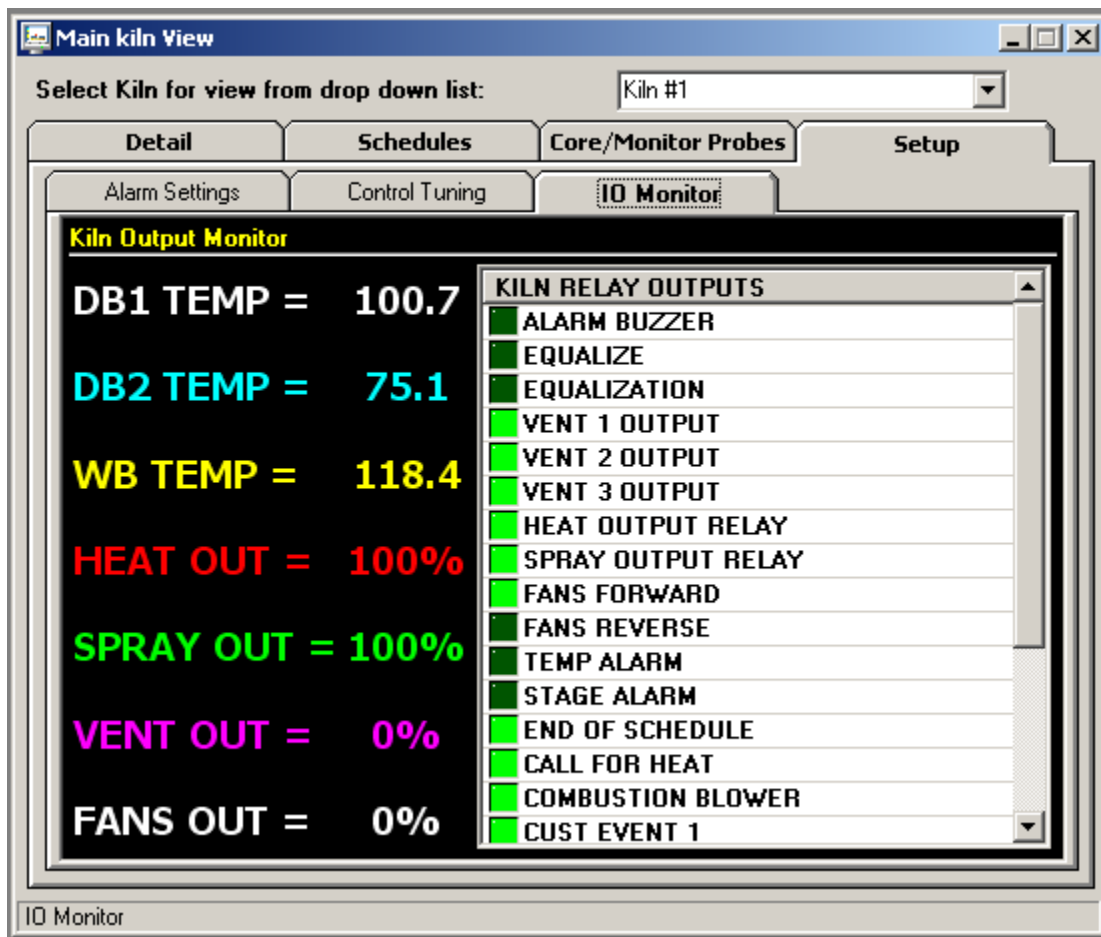 Main kiln View
Select Kiln for view from drop down list:
Kiln #1
Detail
Schedules
Core/Monitor Probes
Setup
Alarm Settings
Control Tuning
IO Monitor
Kiln Output Monitor
DB1 TEMP = 100.7
DB2 TEMP = 75.1
WB TEMP = 118.4
HEAT OUT = 100%
SPRAY OUT = 100%
VENT OUT = 0%
FANS OUT = 0%
KILN RELAY OUTPUTS
ALARM BUZZER
EQUALIZE
EQUALIZATION
VENT 1 OUTPUT
VENT 2 OUTPUT
VENT 3 OUTPUT
HEAT OUTPUT RELAY
SPRAY OUTPUT RELAY
FANS FORWARD
FANS REVERSE
TEMP ALARM
STAGE ALARM
END OF SCHEDULE
CALL FOR HEAT
COMBUSTION BLOWER
CUST EVENT 1
IO Monitor